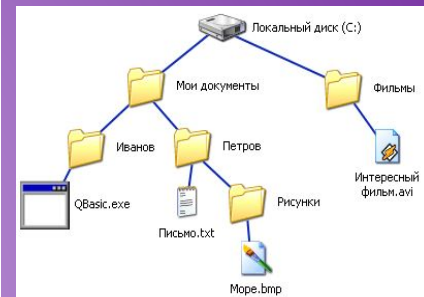 Локальный диск (C:)
Мои документы
Фильмы
Иванов
Петров
Интересный
фильм.avi
QBasic.exe
Рисунки
Письмо.txt
Море.bmp